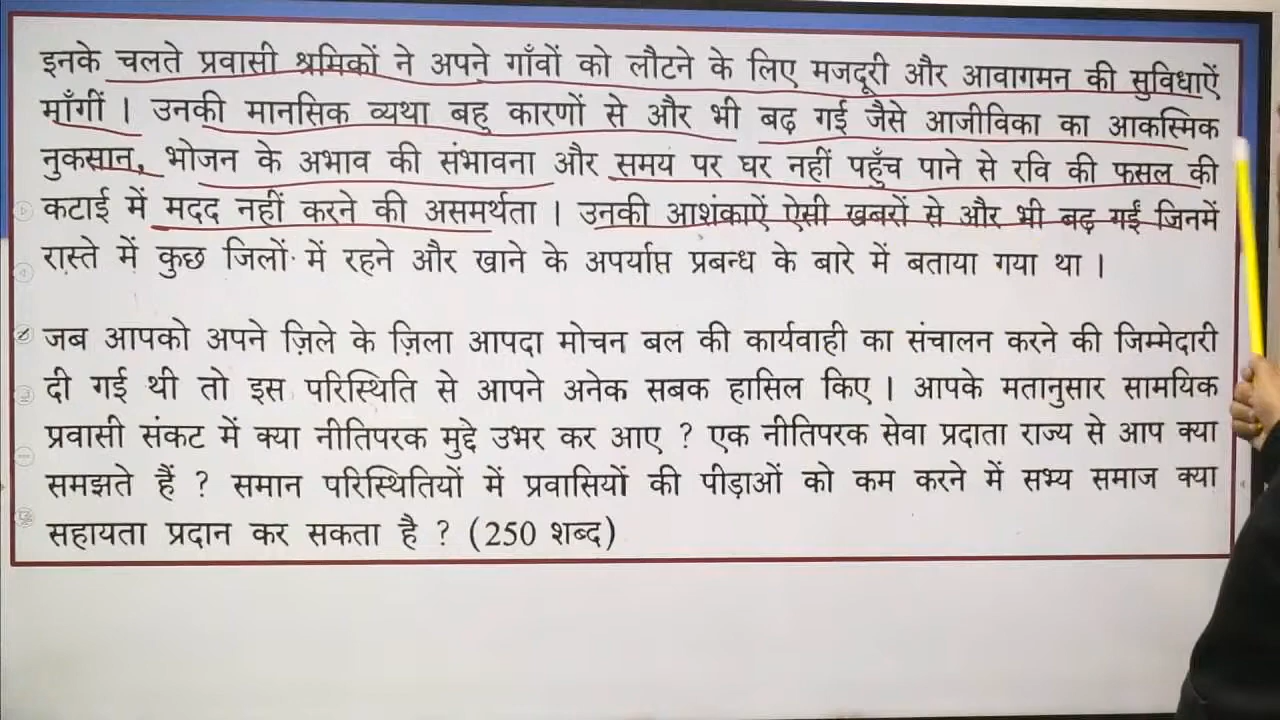 इनके चलते प्रवासी श्रमिकों ने अपने गाँवों को लौटने के लिए मजदूरी और आवागमन की सुविधाऐं
माँगीं । उनकी मानसिक व्यथा बहु कारणों से और भी बढ़ गई जैसे आजीविका का आकस्मिक
नुकसान, भोजन के अभाव की संभावना और समय पर घर नहीं पहुँच पाने से रवि की फसल की
कटाई में मदद नहीं करने की असमर्थता । उनकी आशंकाऐं ऐसी खबरों से और भी बढ़ गईं जिनमें
रास्ते में कुछ जिलों में रहने और खाने के अपर्याप्त प्रबन्ध के बारे में बताया गया था ।
जब आपको अपने ज़िले के ज़िला आपदा मोचन बल की कार्यवाही का संचालन करने की जिम्मेदारी
दी गई थी तो इस परिस्थिति से आपने अनेक सबक हासिल किए । आपके मतानुसार सामयिक
प्रवासी संकट में क्या नीतिपरक मुद्दे उभर कर आए ? एक नीतिपरक सेवा प्रदाता राज्य से आप क्या
समझते हैं ? समान परिस्थितियों में प्रवासियों की पीड़ाओं को कम करने में सभ्य समाज क्या
सहायता प्रदान कर सकता है ? (250 शब्द)